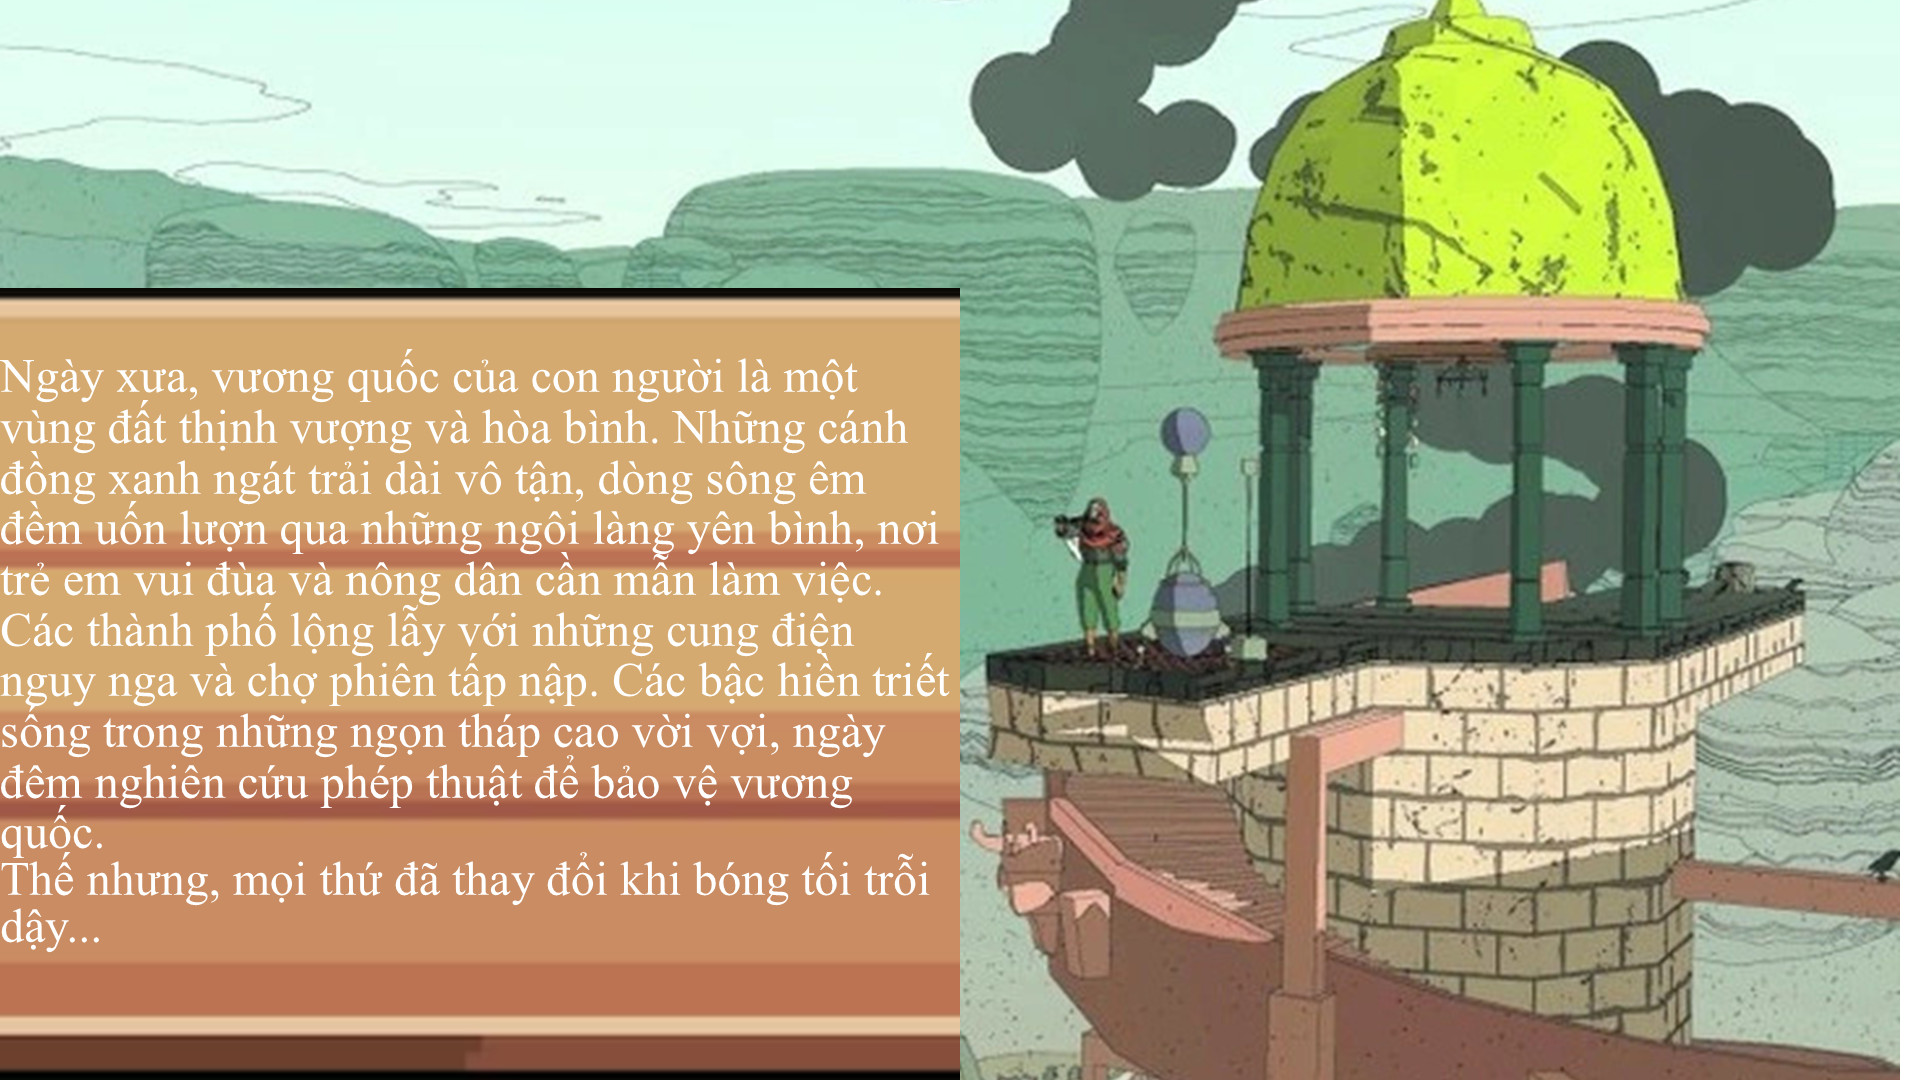 Ngày xưa, vương quốc của con người là một
vùng đất thịnh vượng và hòa bình. Những cánh
đồng xanh ngát trải dài vô tận, dòng sông êm
đềm uốn lượn qua những ngôi làng yên bình, nơi
trẻ em vui đùa và nông dân cần mẫn làm việc.
Các thành phố lộng lẫy với những cung điện
nguy nga và chợ phiên tấp nập. Các bậc hiền triết
sống trong những ngọn tháp cao vời vợi, ngày
đêm nghiên cứu phép thuật để bảo vệ vương
quốc.
Thế nhưng, mọi thứ đã thay đổi khi bóng tối trỗi
dậy...